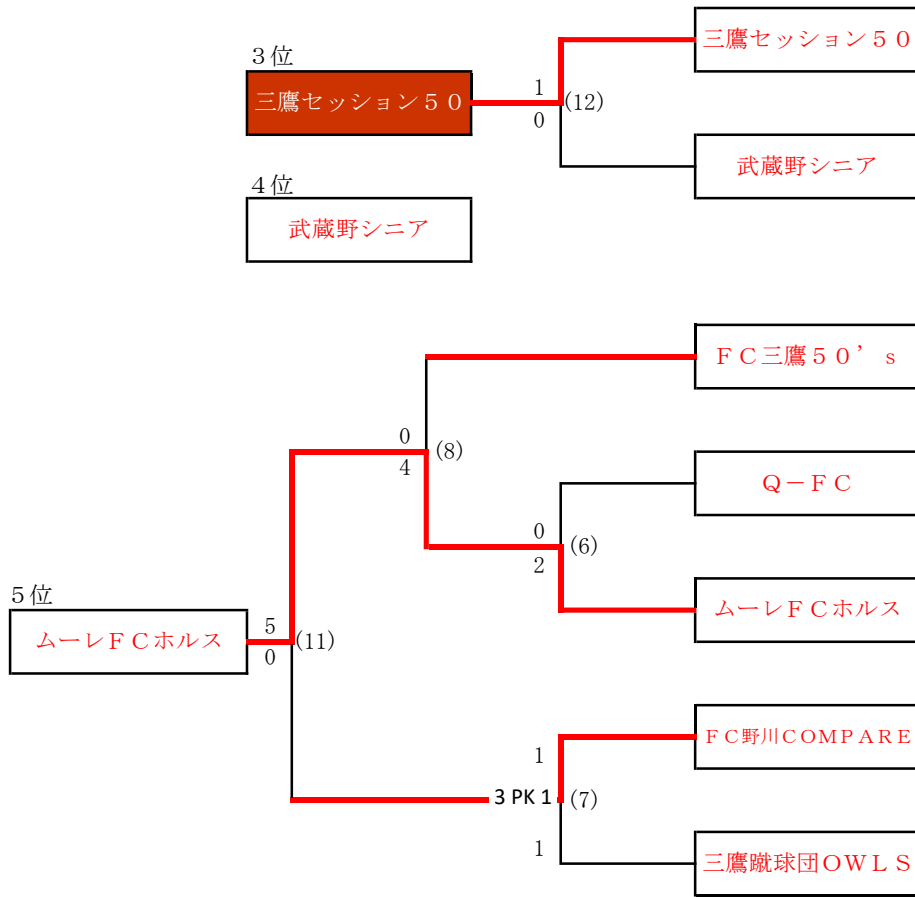 三鷹セッション５０
３位
三鷹セッション５０
1
(12)
0
武蔵野シニア
４位
武蔵野シニア
ＦＣ三鷹５０’ｓ
0
(8)
4
Ｑ－ＦＣ
0
(6)
2
５位
ムーレＦＣホルス
ムーレＦＣホルス
5
(11)
0
ＦＣ野川COMPARE
1
3 PK 1
(7)
1
三鷹蹴球団OWLS